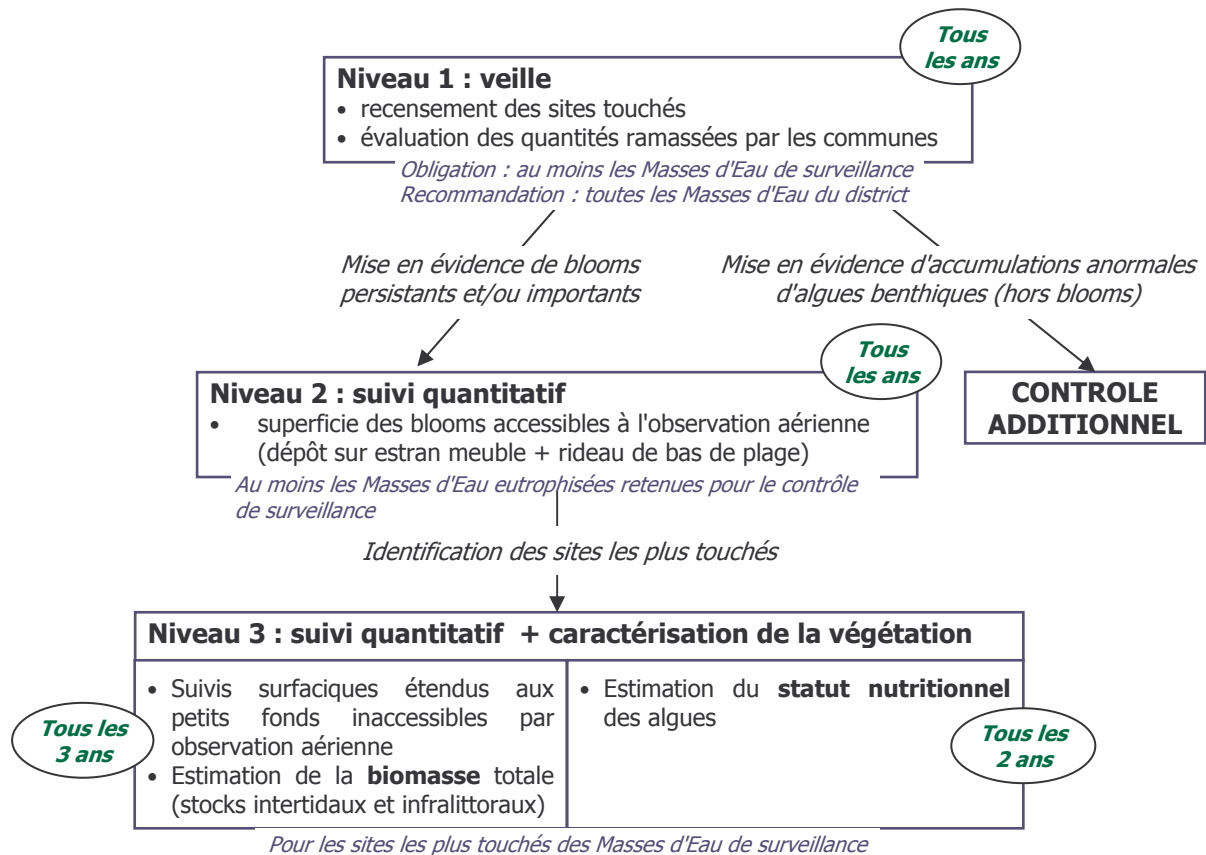 Tous
les ans
Niveau 1 : veille
• recensement des sites touchés
• évaluation des quantités ramassées par les communes
Obligation : au moins les Masses d'Eau de surveillance
Recommandation : toutes les Masses d'Eau du district
Mise en évidence de blooms
persistants et/ou importants
Mise en évidence d'accumulations anormales
d'algues benthiques (hors blooms)
Tous
les ans
Niveau 2 : suivi quantitatif
• superficie des blooms accessibles à l'observation aérienne
(dépôt sur estran meuble + rideau de bas de plage)
Au moins les Masses d'Eau eutrophisées retenues pour le contrôle
de surveillance
CONTROLE
ADDITIONNEL
Identification des sites les plus touchés
Niveau 3 : suivi quantitatif + caractérisation de la végétation
Tous les
3 ans
• Suivis surfaciques étendus aux
petits fonds inaccessibles par
observation aérienne
• Estimation de la biomasse totale
(stocks intertidaux et infralittoraux)
• Estimation du statut nutritionnel
des algues
Tous les
2 ans
Pour les sites les plus touchés des Masses d'Eau de surveillance